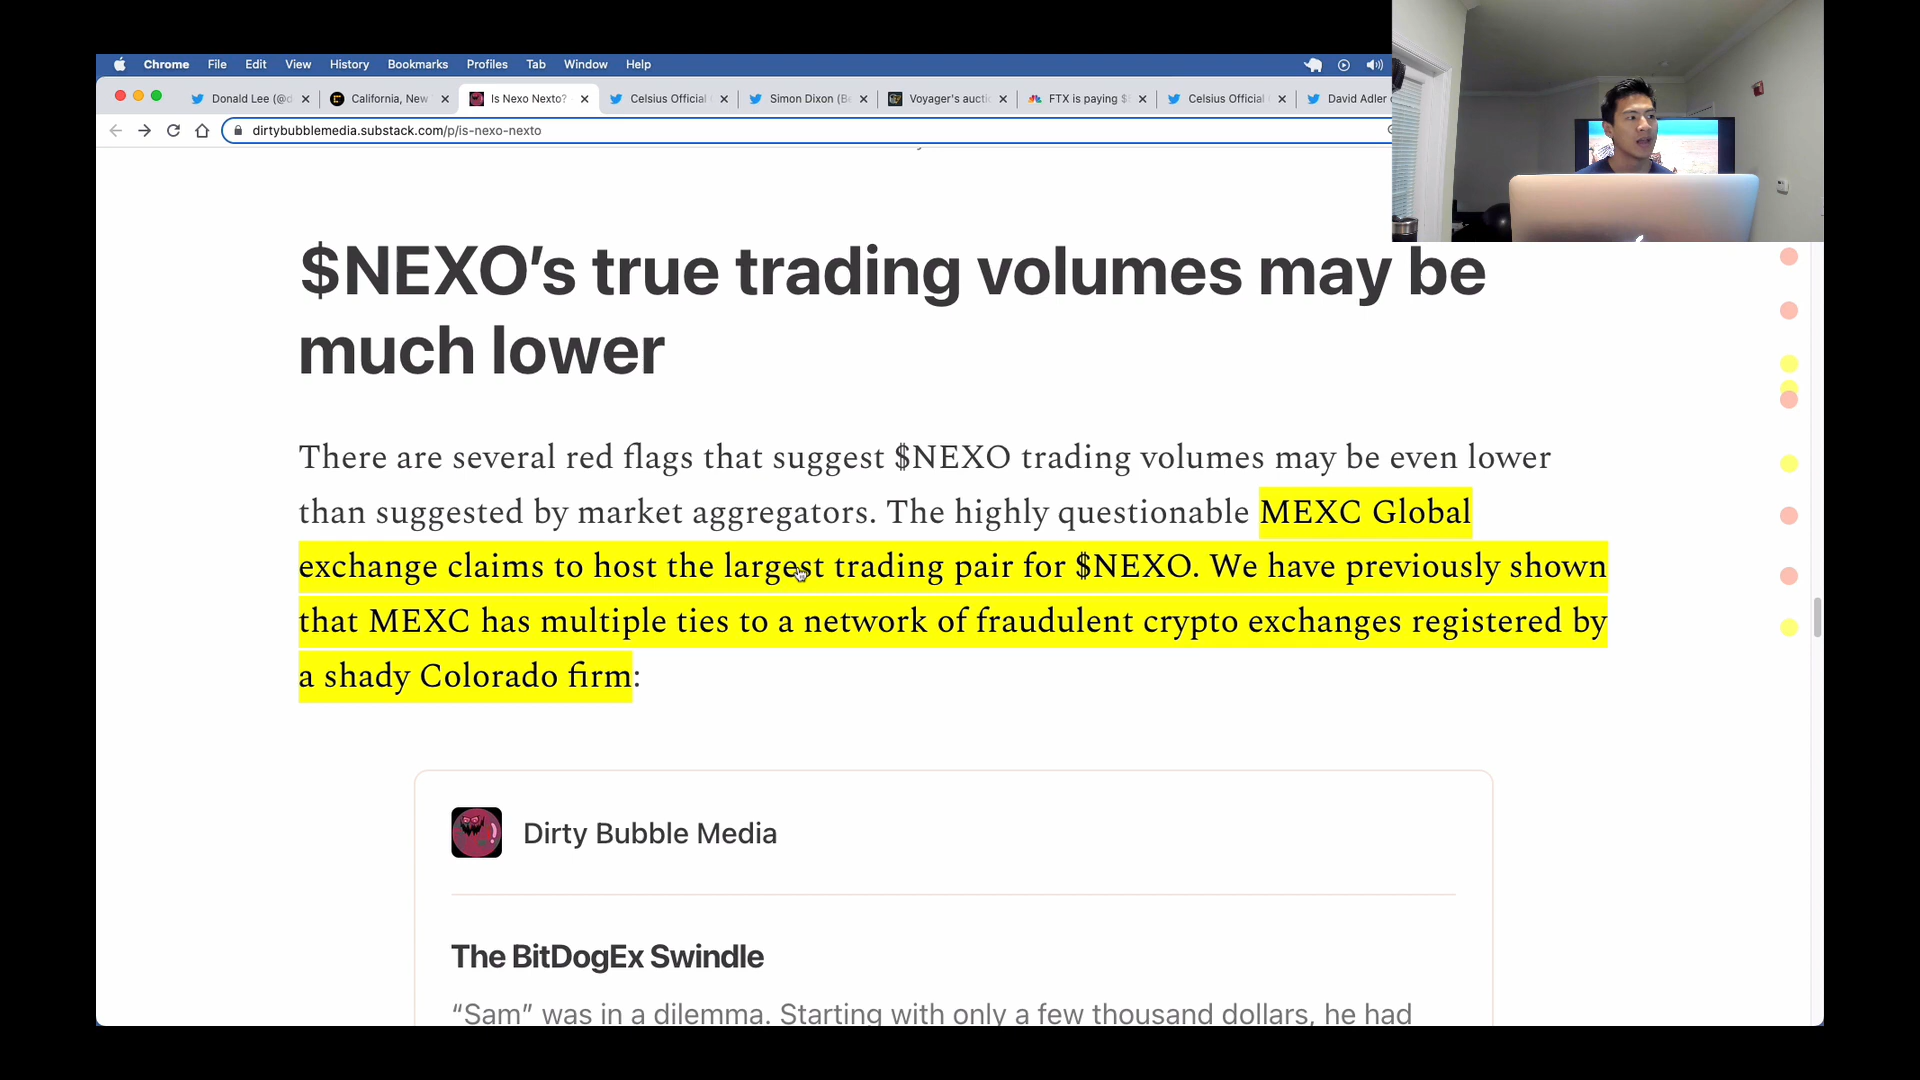 Chrome File Edit View History Bookmarks Profiles Tab Window Help
Donald Lee (@d California, New Is Nexo Nexto? Celsius Official Simon Dixon (Be Voyager's aucti FTX is paying $ Celsius Official David Adler
dirtybubblemedia.substack.com/p/is-nexo-nexto
$NEXO’s true trading volumes may be
much lower
There are several red flags that suggest $NEXO trading volumes may be even lower
than suggested by market aggregators. The highly questionable MEXC Global
exchange claims to host the largest trading pair for $NEXO. We have previously shown
that MEXC has multiple ties to a network of fraudulent crypto exchanges registered by
a shady Colorado firm:
Dirty Bubble Media
The BitDogEx Swindle
“Sam” was in a dilemma. Starting with only a few thousand dollars, he had